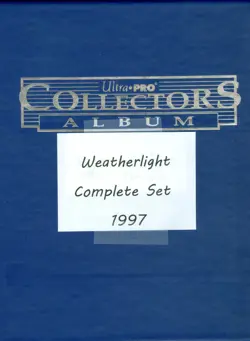 Ultra•PRO®
COLLECTORS
ALBUM
Weatherlight
Complete Set
1997